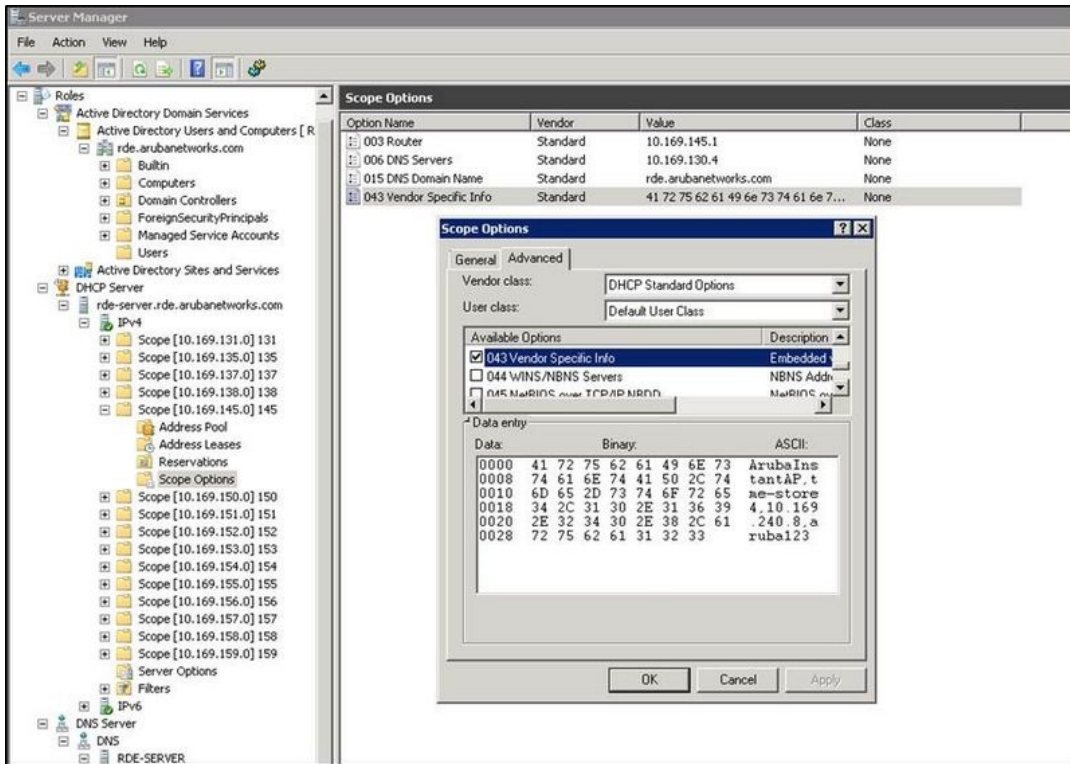 Server Manager
File Action View Help
Roles
Active Directory Domain Services
Active Directory Users and Computers [ R
rde.arubanetworks.com
Builtin
Computers
Domain Controllers
ForeignSecurityPrincipals
Managed Service Accounts
Users
Active Directory Sites and Services
DHCP Server
rde-server.rde.arubanetworks.com
IPv4
Scope [10.169.131.0] 131
Scope [10.169.135.0] 135
Scope [10.169.137.0] 137
Scope [10.169.138.0] 138
Scope [10.169.145.0] 145
Address Pool
Address Leases
Reservations
Scope Options
Scope [10.169.150.0] 150
Scope [10.169.151.0] 151
Scope [10.169.152.0] 152
Scope [10.169.153.0] 153
Scope [10.169.154.0] 154
Scope [10.169.155.0] 155
Scope [10.169.156.0] 156
Scope [10.169.157.0] 157
Scope [10.169.158.0] 158
Scope [10.169.159.0] 159
Server Options
Filters
IPv6
DNS Server
DNS
RDE-SERVER
Scope Options
Option Name Vendor Value Class
003 Router Standard 10.169.145.1 None
006 DNS Servers Standard 10.169.130.4 None
015 DNS Domain Name Standard rde.arubanetworks.com None
043 Vendor Specific Info Standard 41 72 75 62 61 49 6e 73 74 61 6e 7... None
Scope Options
General Advanced
Vendor class: DHCP Standard Options
User class: Default User Class
Available Options Description
043 Vendor Specific Info Embedded
044 WINS/NBNS Servers NBNS Addr
045 NetBIOS over TCP/IP NBDD NetBIOS
Data entry
Data: Binary: ASCII:
0000 41 72 75 62 61 49 6E 73 ArubaIns
0008 74 61 6E 74 41 50 2C 74 tantAP,t
0010 6D 65 2D 73 74 6F 72 65 me-store
0018 34 2C 31 30 2E 31 36 39 4,10.169
0020 2E 32 34 30 2E 38 2C 61 .240.8,a
0028 72 75 62 61 31 32 33 ruba123
OK Cancel Apply